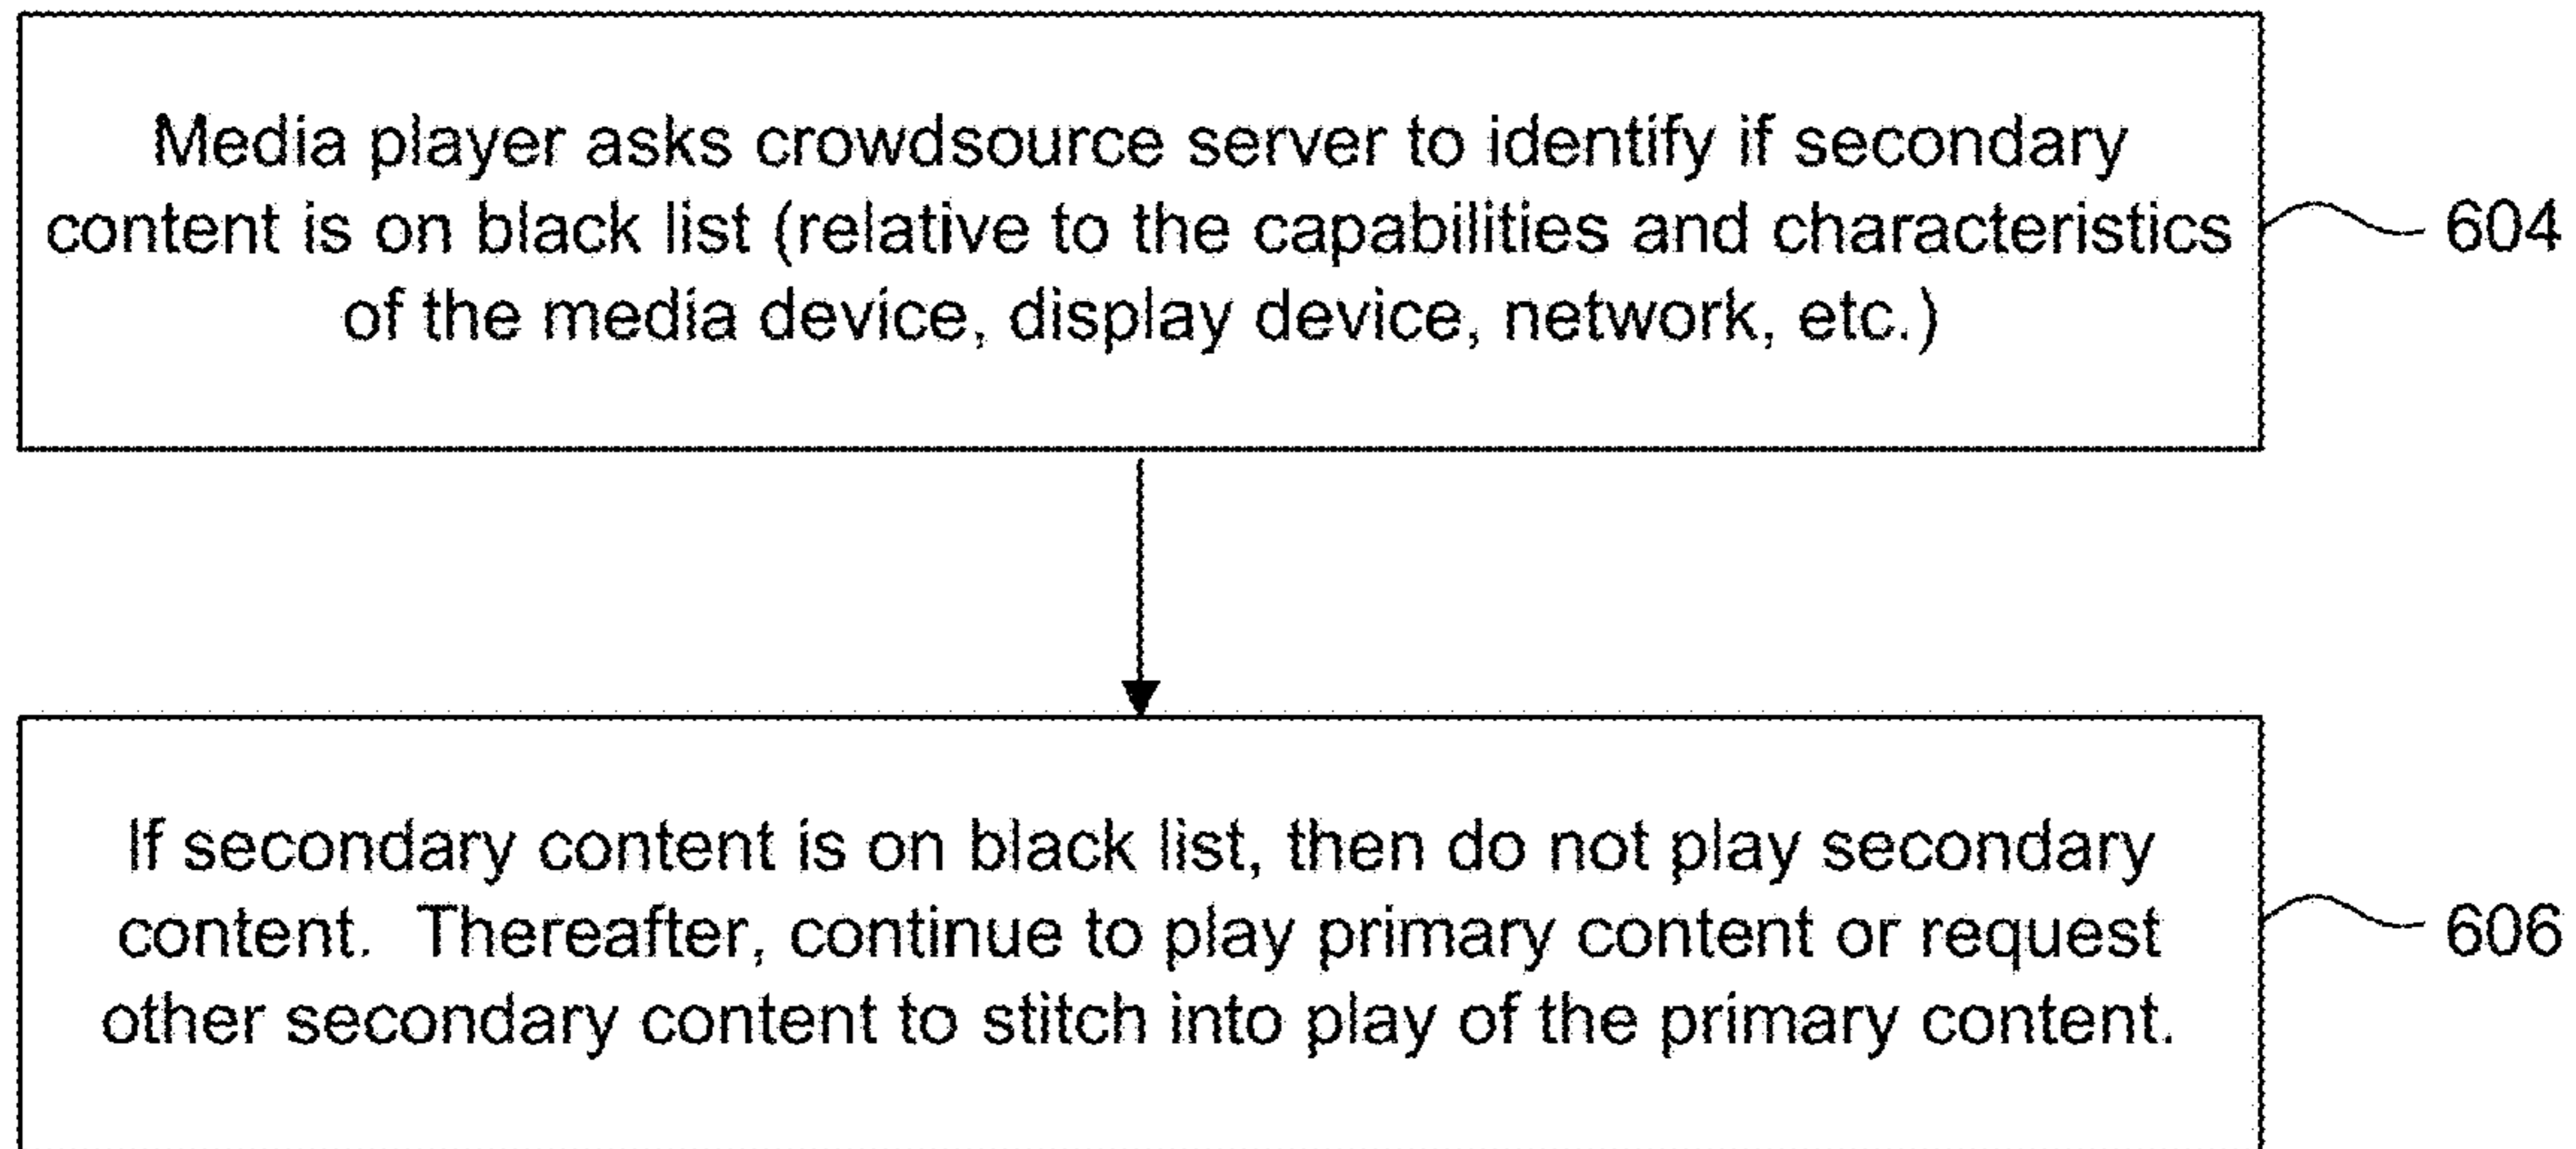 Media player asks crowdsource server to identify if secondary
content is on black list (relative to the capabilities and characteristics
of the media device, display device, network, etc.)
604
If secondary content is on black list, then do not play secondary
content.  Thereafter, continue to play primary content or request
other secondary content to stitch into play of the primary content.
606